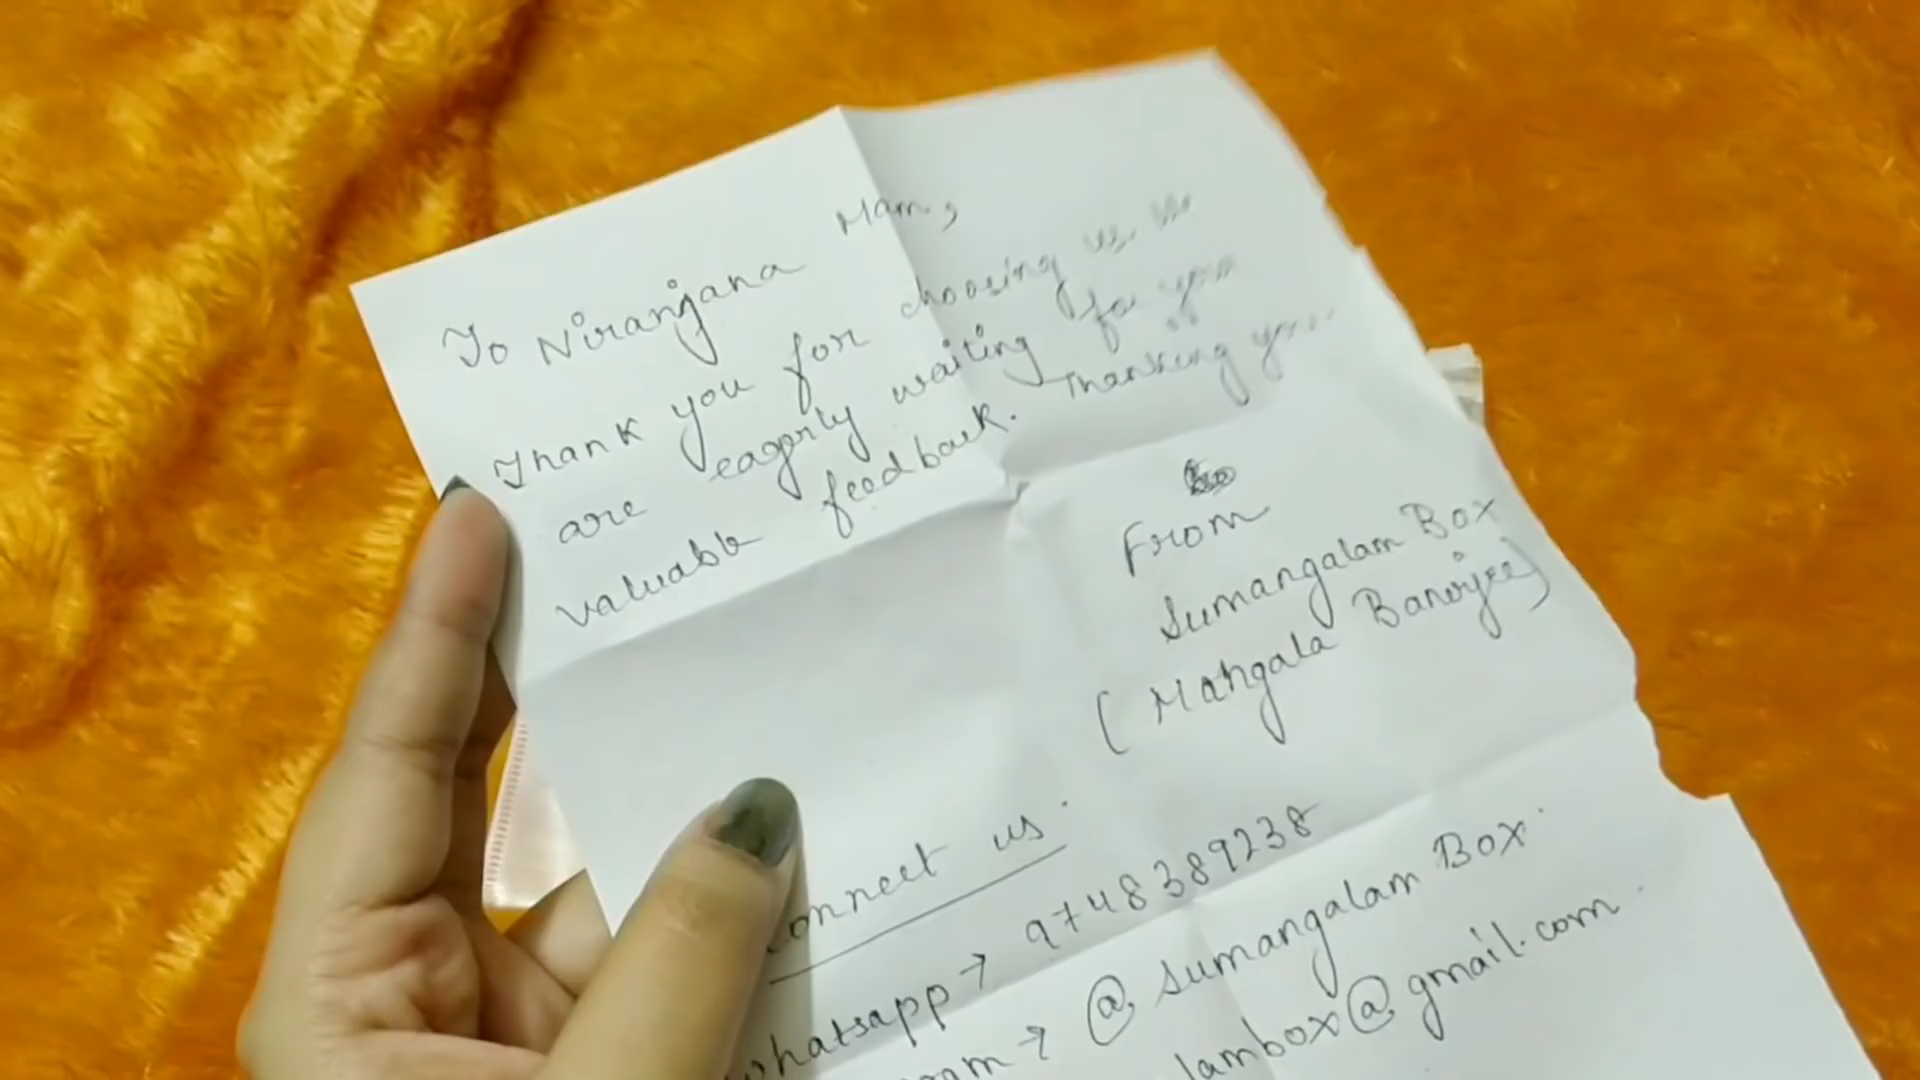 To Niranjana Mam,
Thank you for choosing us. We
are eagerly waiting for your
valuable feedback. Thanking you.
From
Sumangalam Box
(Mangala Banerjee)
connect us.
whatsapp → 9748389238
→ @ Sumangalam Box.
lambox@gmail.com.